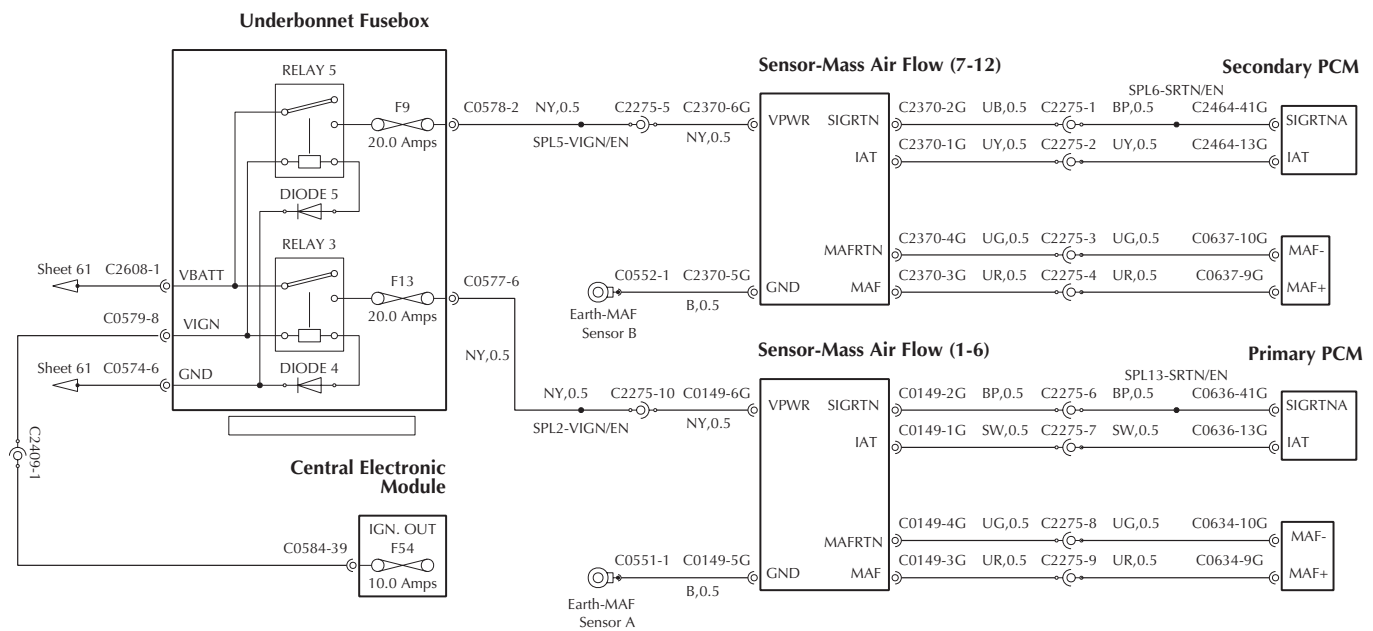 Underbonnet Fusebox
RELAY 5
F9
20.0 Amps
DIODE 5
RELAY 3
F13
20.0 Amps
DIODE 4
VBATT
VIGN
GND
Sheet 61 C2608-1
C0579-8
Sheet 61 C0574-6
C2409-1
Central Electronic
Module
IGN. OUT
F54
10.0 Amps
C0584-39
C0578-2 NY,0.5 C2275-5 C2370-6G
SPL5-VIGN/EN NY,0.5
C0577-6
NY,0.5
NY,0.5 C2275-10 C0149-6G
SPL2-VIGN/EN NY,0.5
Sensor-Mass Air Flow (7-12)
VPWR SIGRTN
IAT
MAFRTN
GND MAF
C0552-1 C2370-5G
B,0.5
Earth-MAF
Sensor B
Secondary PCM
SPL6-SRTN/EN
C2370-2G UB,0.5 C2275-1 BP,0.5 C2464-41G
SIGRTNA
C2370-1G UY,0.5 C2275-2 UY,0.5 C2464-13G
IAT
C2370-4G UG,0.5 C2275-3 UG,0.5 C0637-10G
MAF-
C2370-3G UR,0.5 C2275-4 UR,0.5 C0637-9G
MAF+
Sensor-Mass Air Flow (1-6)
VPWR SIGRTN
IAT
MAFRTN
GND MAF
C0551-1 C0149-5G
B,0.5
Earth-MAF
Sensor A
Primary PCM
SPL13-SRTN/EN
C0149-2G BP,0.5 C2275-6 BP,0.5 C0636-41G
SIGRTNA
C0149-1G SW,0.5 C2275-7 SW,0.5 C0636-13G
IAT
C0149-4G UG,0.5 C2275-8 UG,0.5 C0634-10G
MAF-
C0149-3G UR,0.5 C2275-9 UR,0.5 C0634-9G
MAF+